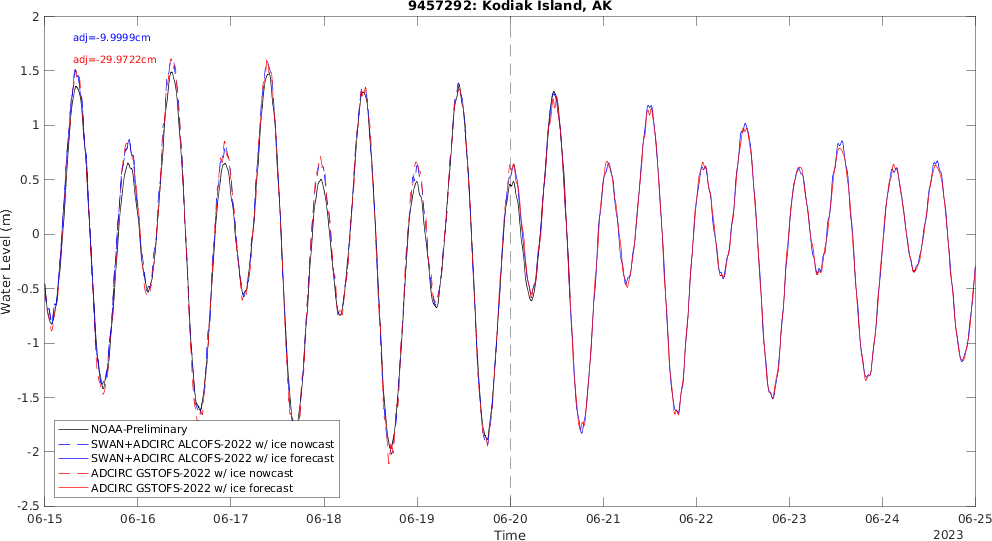 9457292: Kodiak Island, AK
adj=-9.9999cm
adj=-29.9722cm
Water Level (m)
2
1.5
1
0.5
0
-0.5
-1
-1.5
-2
-2.5
NOAA-Preliminary
SWAN+ADCIRC ALCOFS-2022 w/ ice nowcast
SWAN+ADCIRC ALCOFS-2022 w/ ice forecast
ADCIRC GSTOFS-2022 w/ ice nowcast
ADCIRC GSTOFS-2022 w/ ice forecast
06-15 06-16 06-17 06-18 06-19 06-20 06-21 06-22 06-23 06-24 06-25
Time
2023